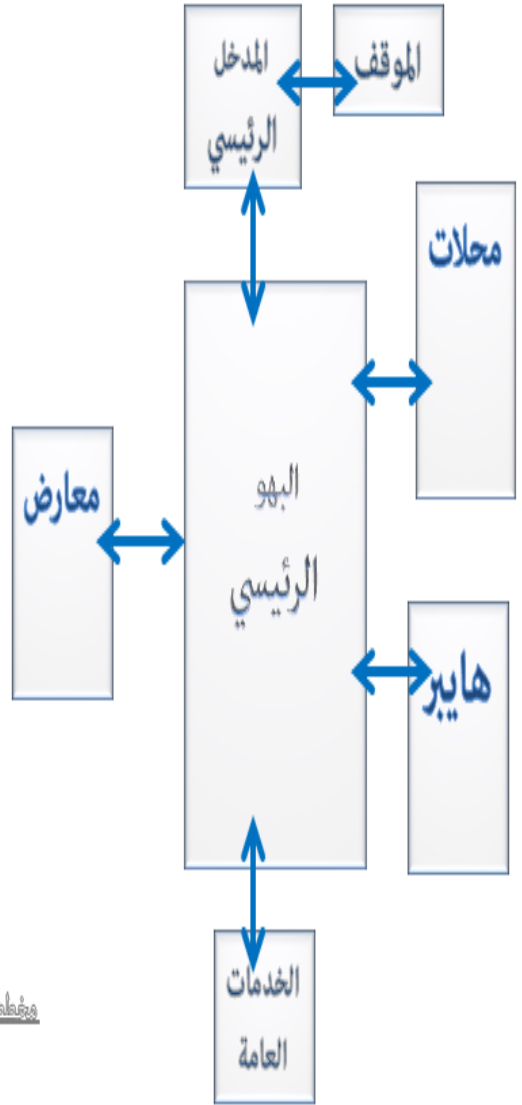 الموقف
المدخل
الرئيسي
محلات
البهو
الرئيسي
معارض
هايبر
الخدمات
العامة